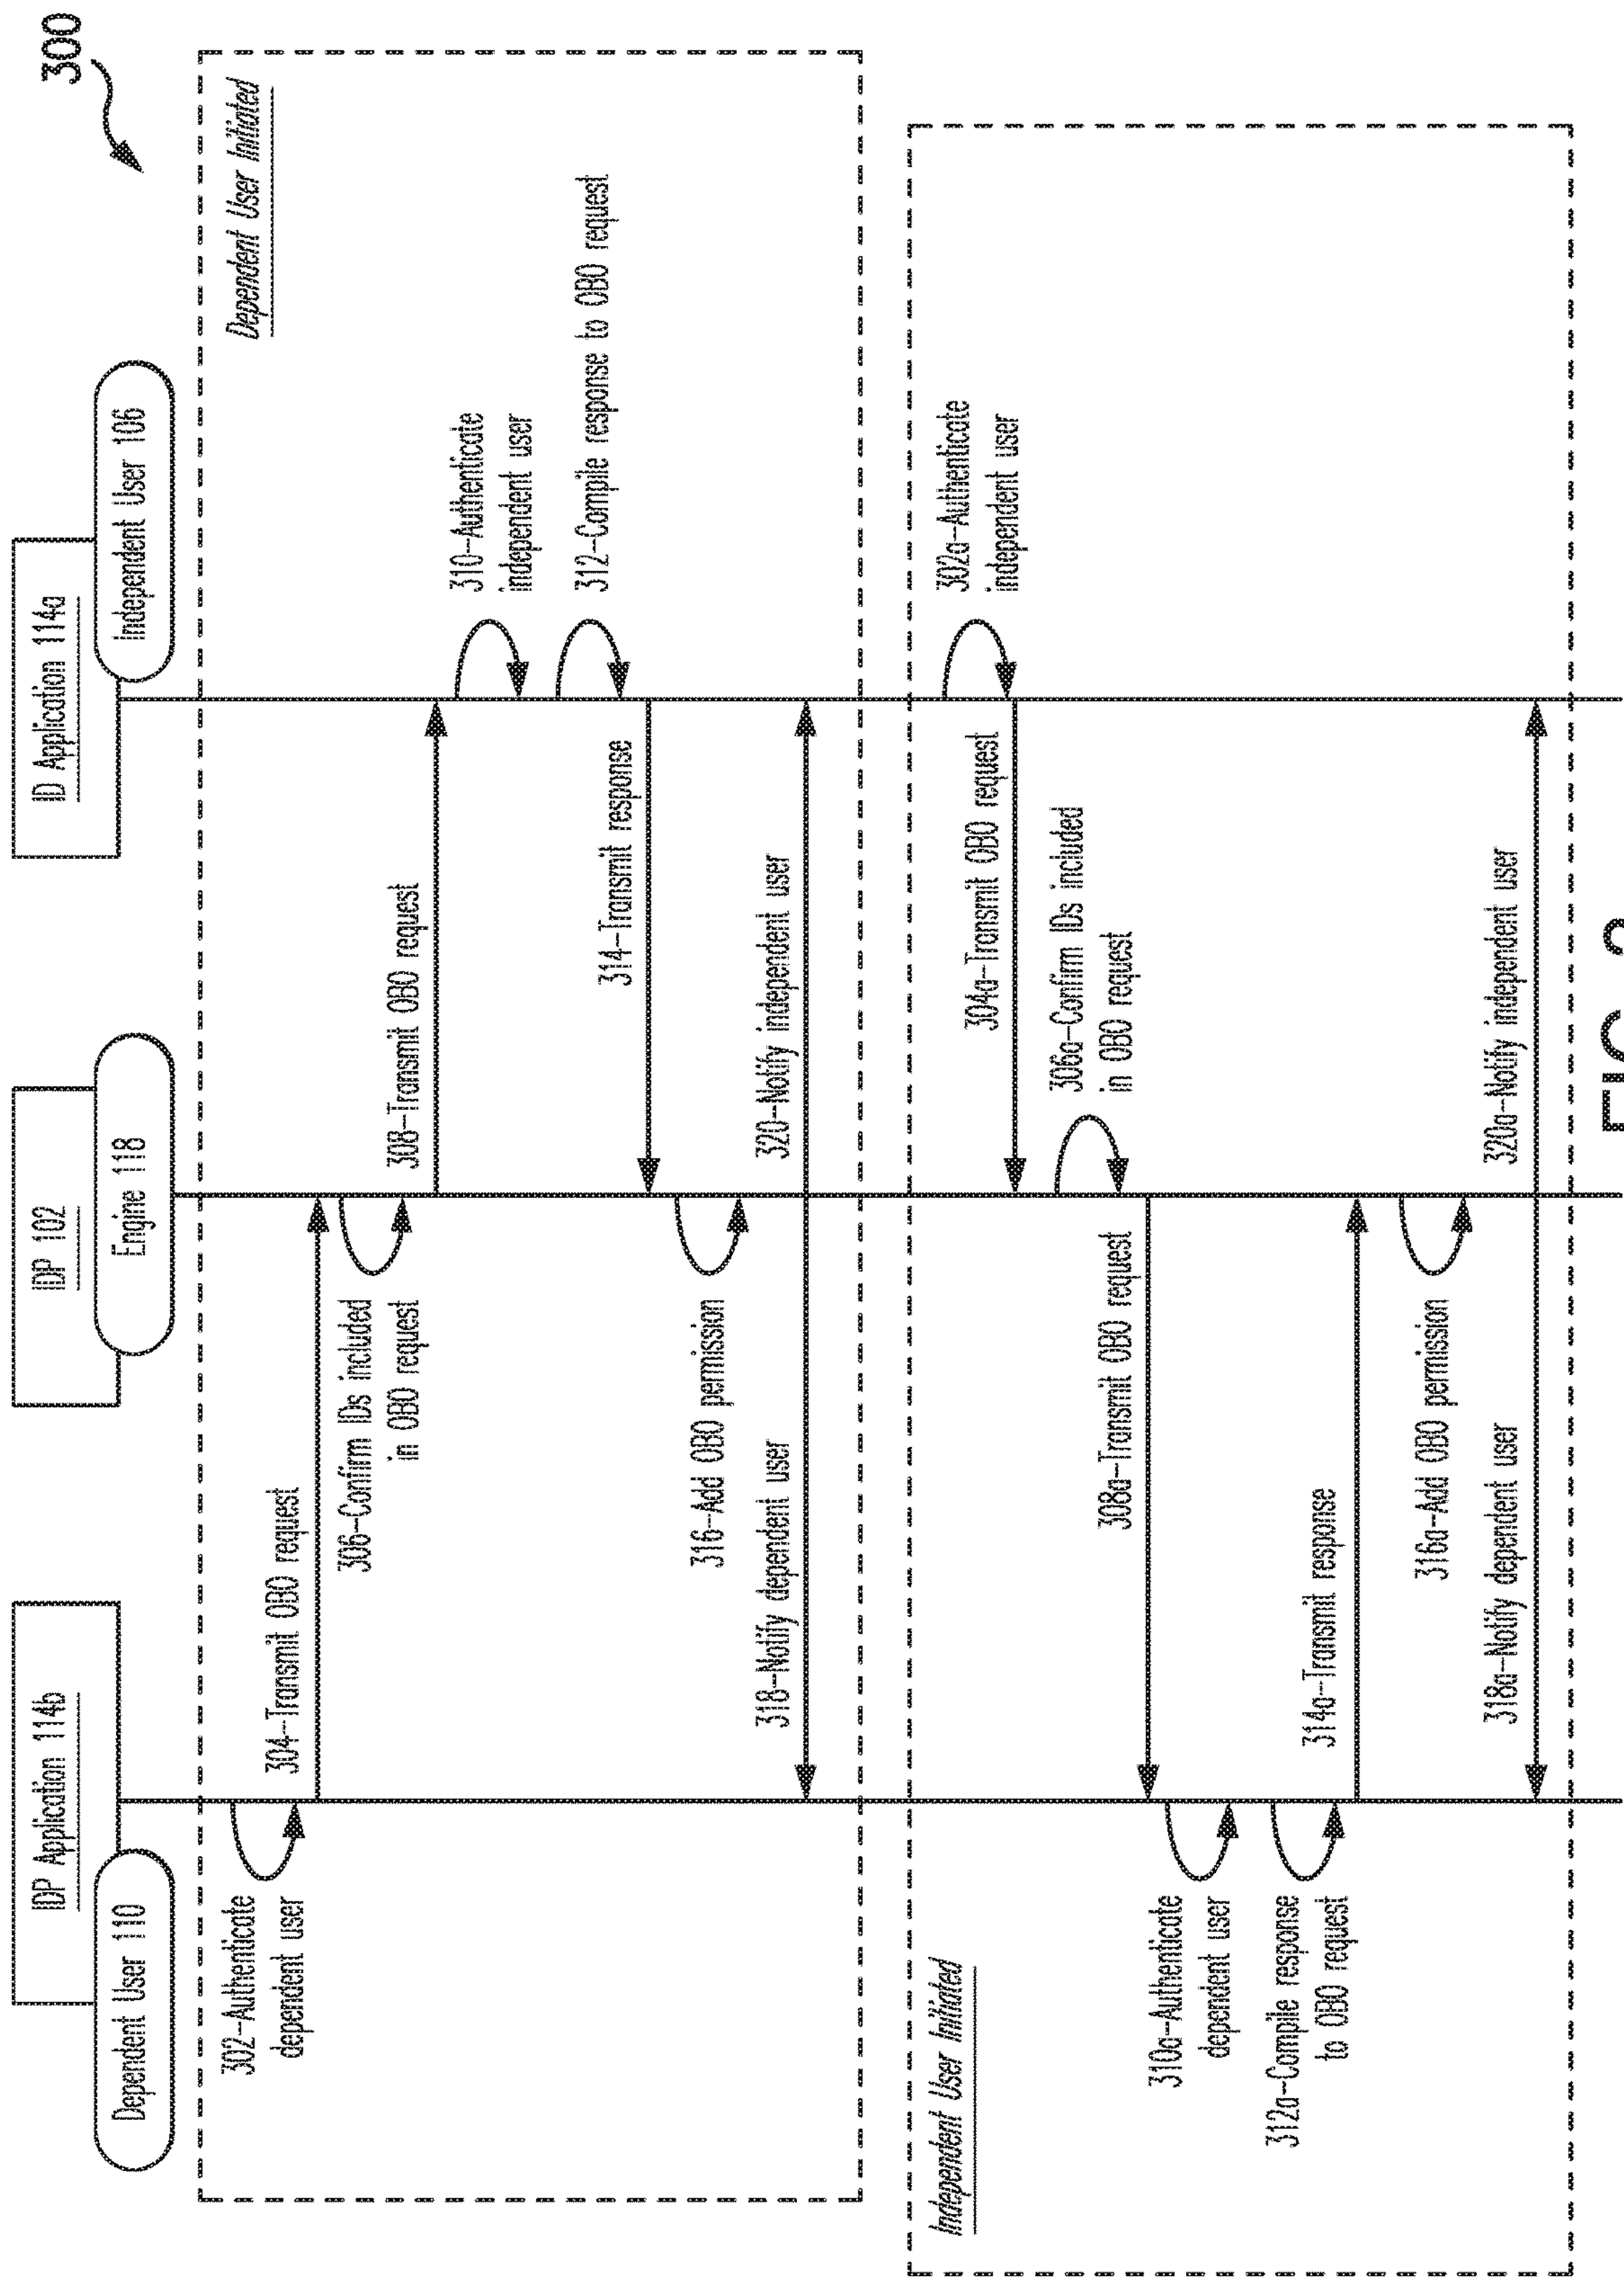 300
IDP Application 114b
Dependent User 110
IDP 102
Engine 118
ID Application 114a
Independent User 106
Dependent User Initiated
302-Authenticate
dependent user
304-Transmit OBO request
306-Confirm IDs included
in OBO request
308-Transmit OBO request
310-Authenticate
independent user
312-Compile response to OBO request
314-Transmit response
316-Add OBO permission
318-Notify dependent user
320-Notify independent user
Independent User Initiated
302a-Authenticate
independent user
304a-Transmit OBO request
306a-Confirm IDs included
in OBO request
308a-Transmit OBO request
310a-Authenticate
dependent user
312a-Compile response
to OBO request
314a-Transmit response
316a-Add OBO permission
318a-Notify dependent user
320a-Notify independent user
FIG.